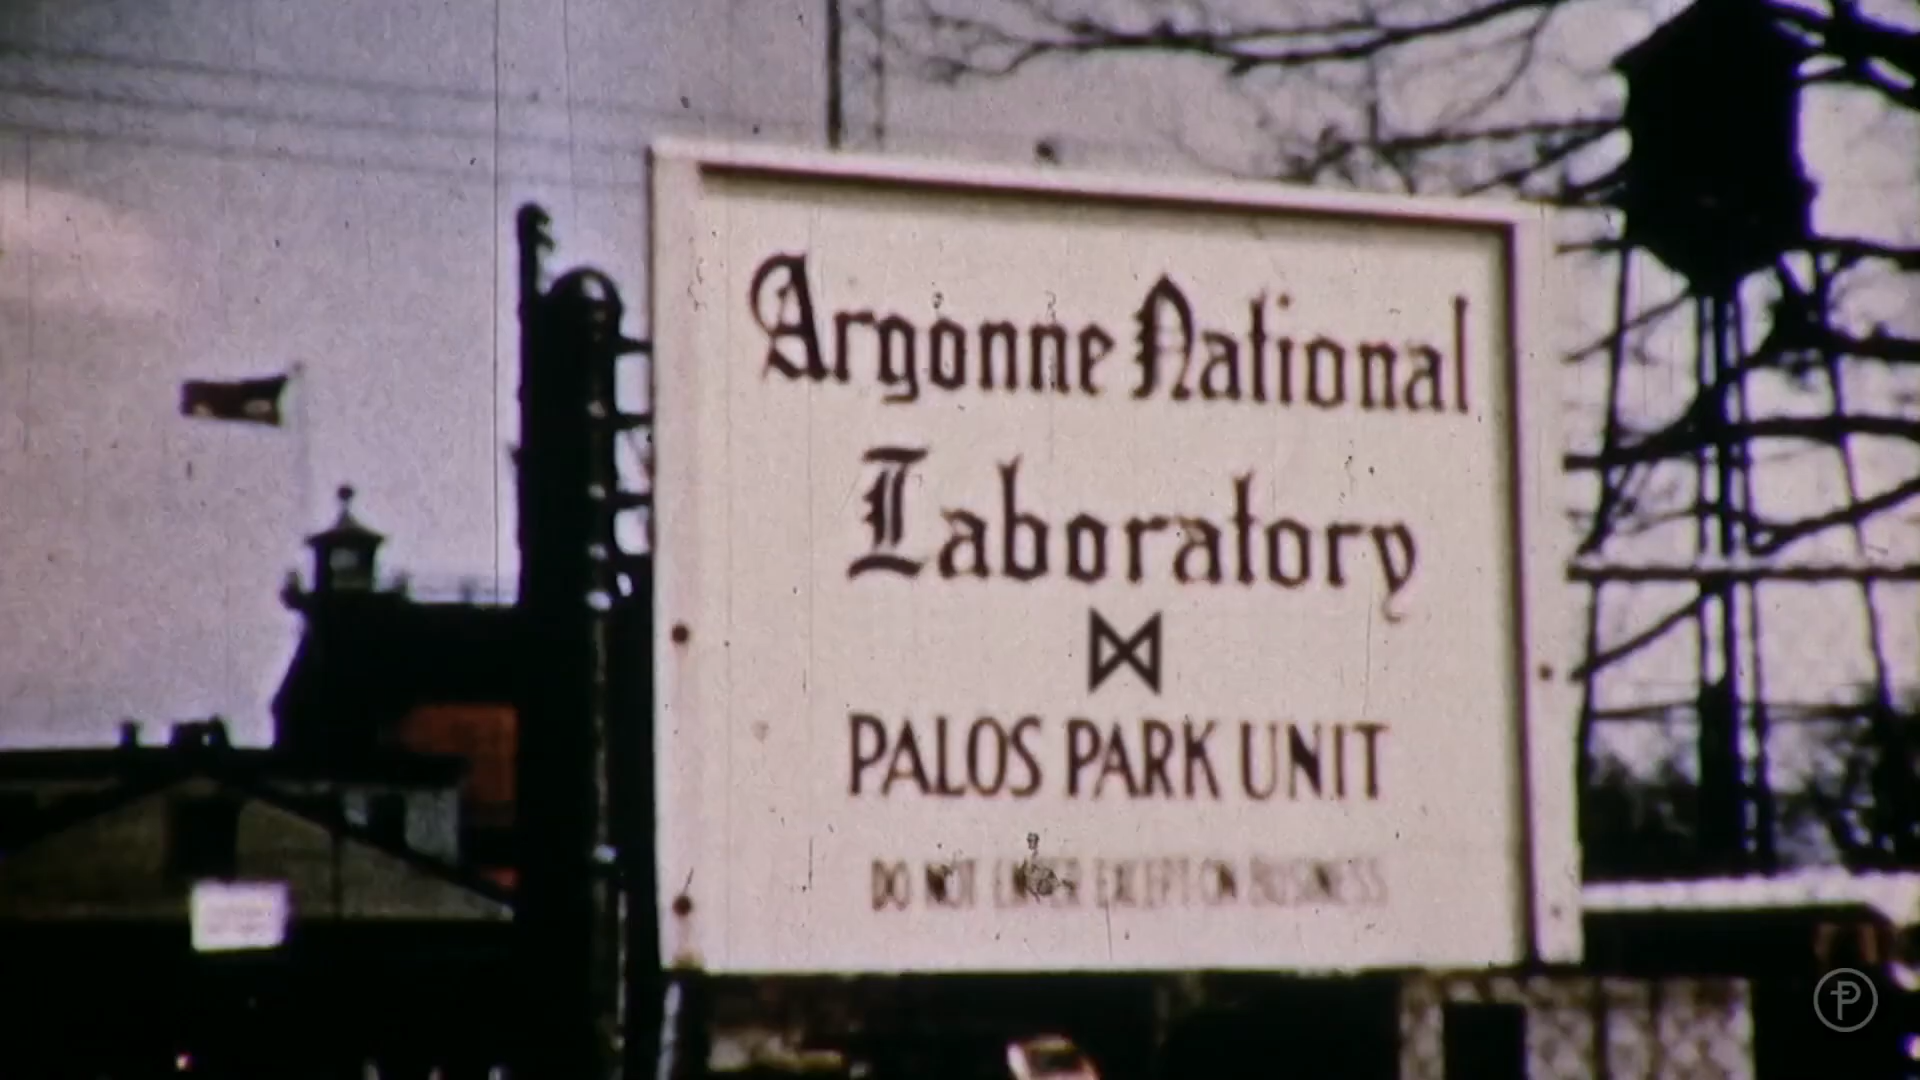 Argonne National
Laboratory
PALOS PARK UNIT
DO NOT ENTER EXCEPT ON BUSINESS